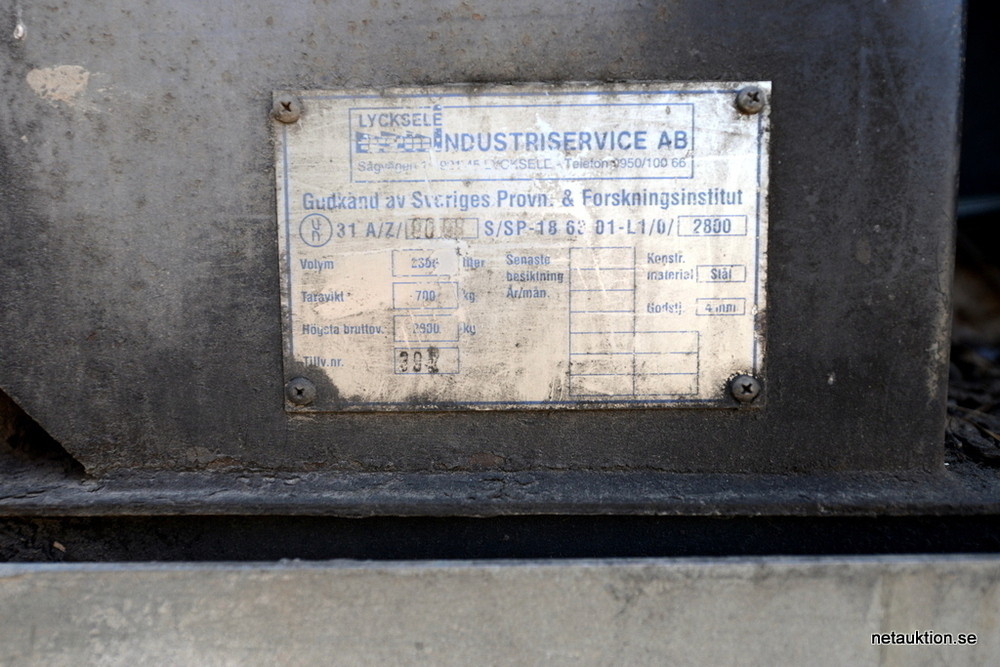 LYCKSELE
INDUSTRISERVICE AB
LYCKSELE - Telefon 0950/100 66
Gudkänd av Sveriges Provn. & Forskningsinstitut
un 31 A/Z/ S/SP-18 63 01-L1/0/ 2800
Volym liter
Taravikt 700 kg
Högsta bruttov. 2800 kg
Tillv.nr.
Senaste
besiktning
År/mån.
Konstr.
material Stål
Godstj. 4 mm
netauktion.se